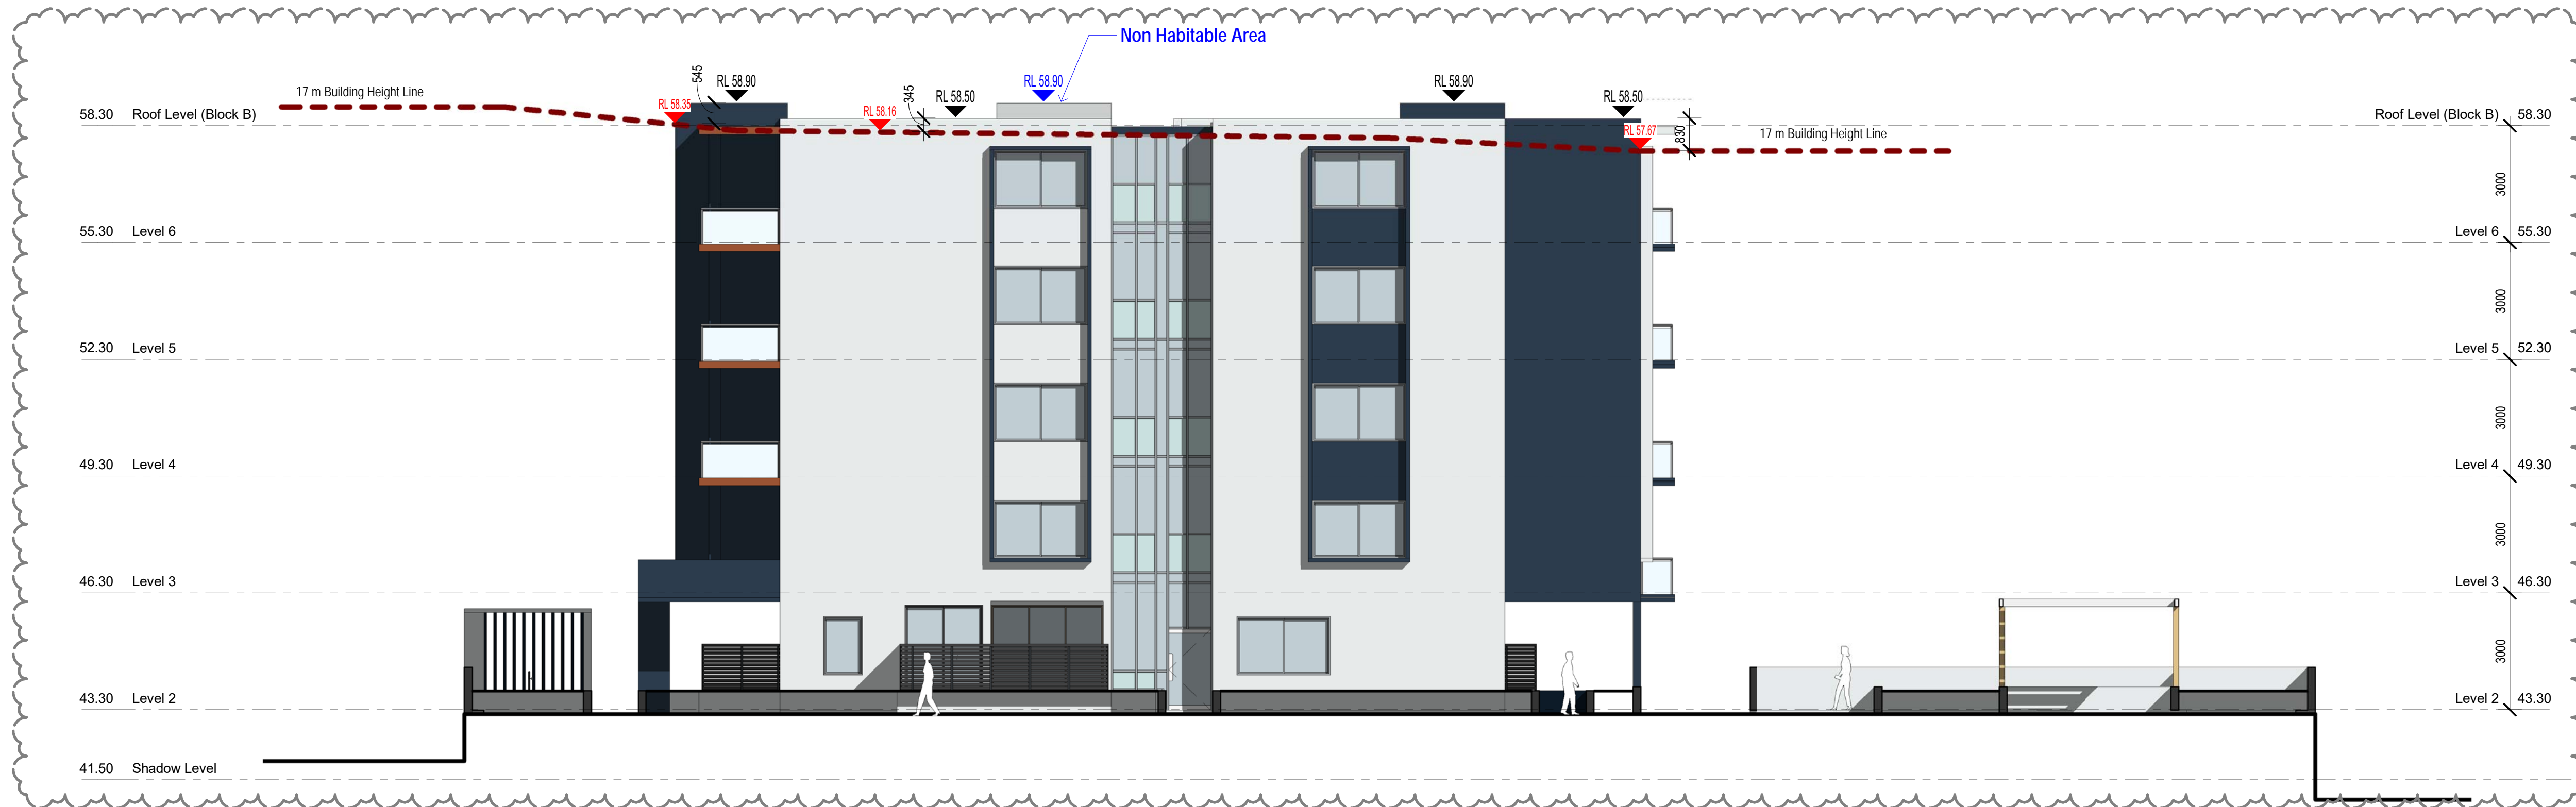 Non Habitable Area
545
RL 58.90
RL 58.90
RL 58.90
17 m Building Height Line
RL 58.35
RL 58.16
345
RL 58.50
RL 58.50
58.30 Roof Level (Block B)
Roof Level (Block B) 58.30
RL 57.67
830
17 m Building Height Line
3000
55.30 Level 6
Level 6 55.30
3000
52.30 Level 5
Level 5 52.30
3000
49.30 Level 4
Level 4 49.30
3000
46.30 Level 3
Level 3 46.30
3000
43.30 Level 2
Level 2 43.30
41.50 Shadow Level